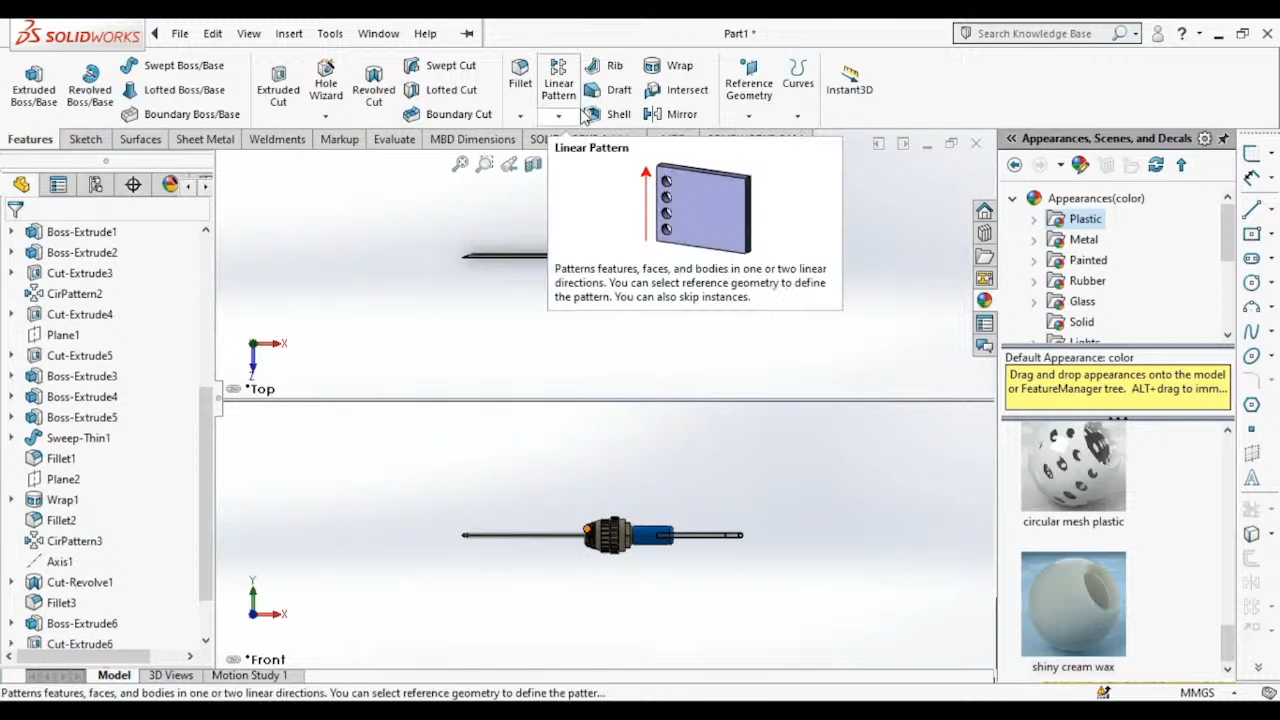 SOLIDWORKS
File Edit View Insert Tools Window Help
Part1 *
Search Knowledge Base
Extruded Boss/Base
Revolved Boss/Base
Swept Boss/Base
Lofted Boss/Base
Boundary Boss/Base
Extruded Cut
Hole Wizard
Revolved Cut
Swept Cut
Lofted Cut
Boundary Cut
Fillet
Linear Pattern
Rib
Draft
Shell
Wrap
Intersect
Mirror
Reference Geometry
Curves
Instant3D
Features Sketch Surfaces Sheet Metal Weldments Markup Evaluate MBD Dimensions
Linear Pattern
Patterns features, faces, and bodies in one or two linear
directions. You can select reference geometry to define
the pattern. You can also skip instances.
Boss-Extrude1
Boss-Extrude2
Cut-Extrude3
CirPattern2
Cut-Extrude4
Plane1
Cut-Extrude5
Boss-Extrude3
Boss-Extrude4
Boss-Extrude5
Sweep-Thin1
Fillet1
Plane2
Wrap1
Fillet2
CirPattern3
Axis1
Cut-Revolve1
Fillet3
Boss-Extrude6
Cut-Extrude6
X
Z
*Top
Y
X
*Front
Appearances, Scenes, and Decals
Appearances(color)
Plastic
Metal
Painted
Rubber
Glass
Solid
Lights
Default Appearance: color
Drag and drop appearances onto the model
or FeatureManager tree. ALT+drag to imm...
circular mesh plastic
shiny cream wax
Model 3D Views Motion Study 1
Patterns features, faces, and bodies in one or two linear directions. You can select reference geometry to define the patter...
MMGS